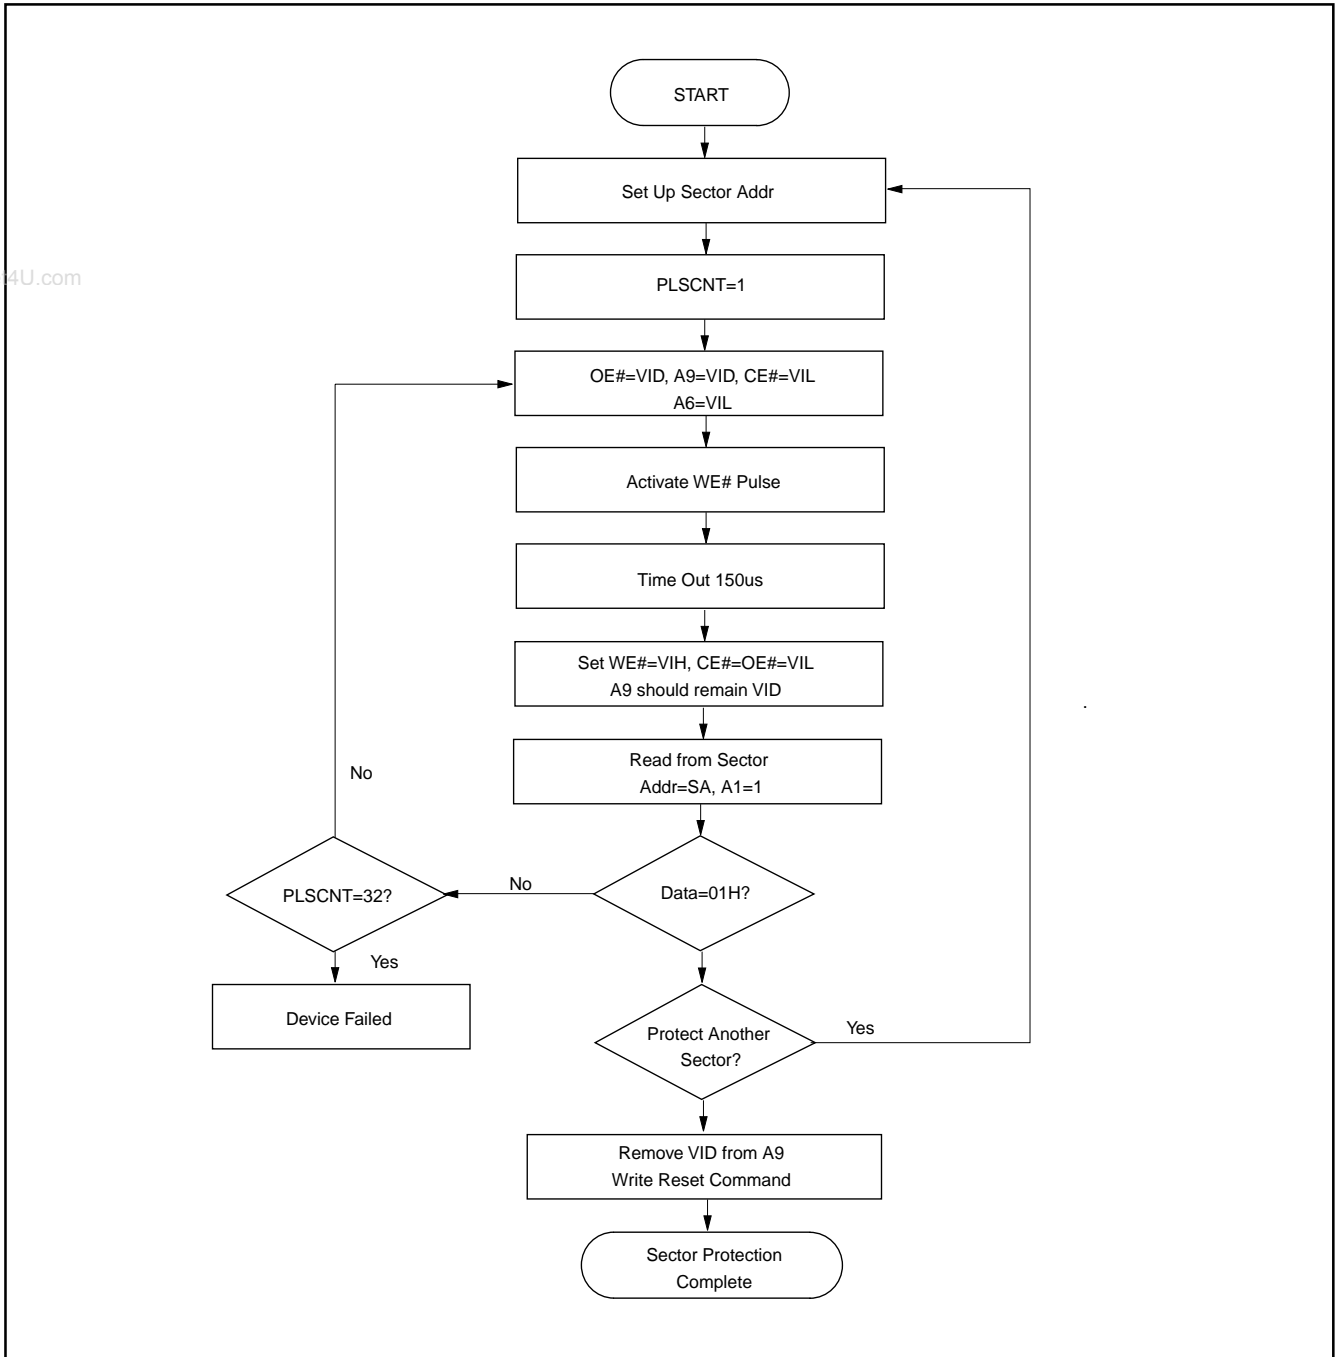 START
Set Up Sector Addr
4U.com
PLSCNT=1
OE#=VID, A9=VID, CE#=VIL
A6=VIL
Activate WE# Pulse
Time Out 150us
Set WE#=VIH, CE#=OE#=VIL
A9 should remain VID
.
Read from Sector
Addr=SA, A1=1
No
PLSCNT=32?
No
Data=01H?
Yes
Device Failed
Protect Another
Sector?
Yes
Remove VID from A9
Write Reset Command
Sector Protection
Complete